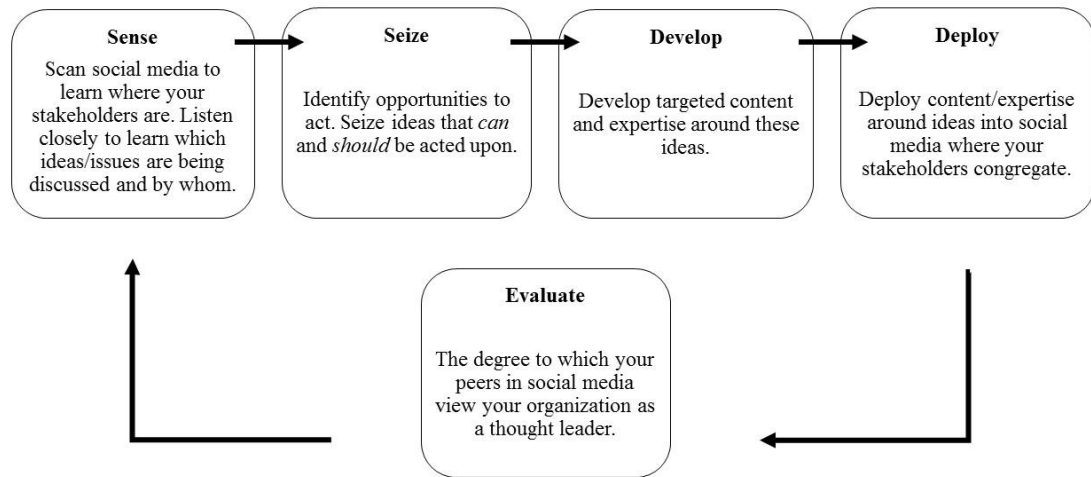 Sense
Scan social media to
learn where your
stakeholders are. Listen
closely to learn which
ideas/issues are being
discussed and by whom.
Seize
Identify opportunities to
act. Seize ideas that can
and should be acted upon.
Develop
Develop targeted content
and expertise around these
ideas.
Deploy
Deploy content/expertise
around ideas into social
media where your
stakeholders congregate.
Evaluate
The degree to which your
peers in social media
view your organization as
a thought leader.